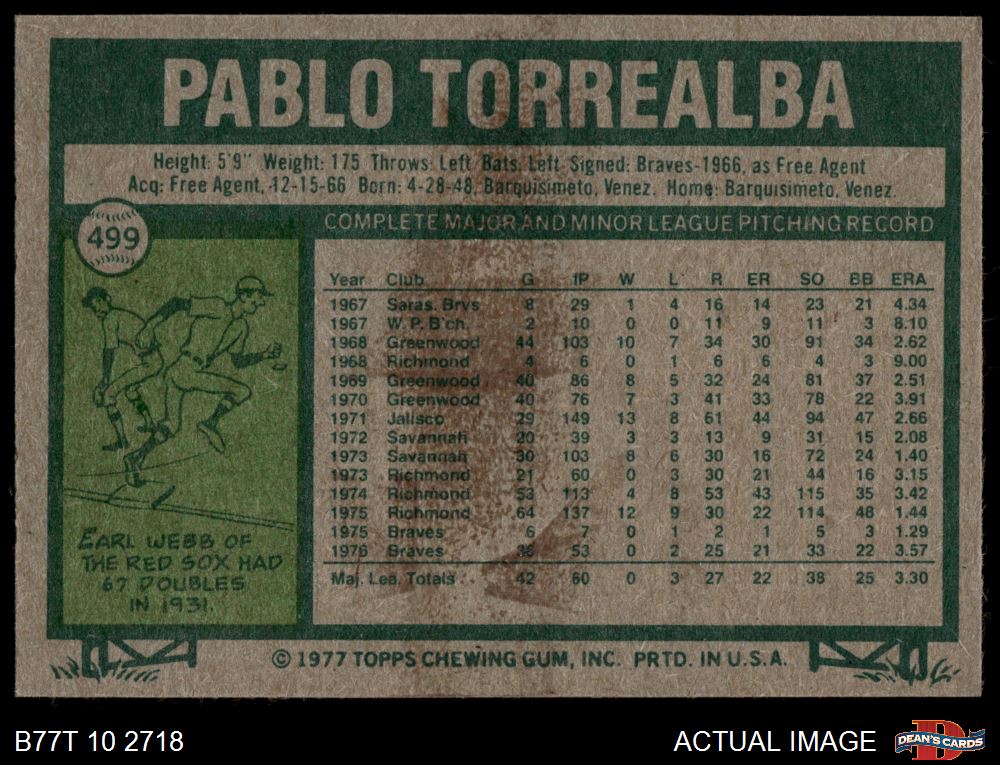 PABLO TORREALBA
Height: 5'9" Weight: 175 Throws: Left Bats: Left Signed: Braves-1966, as Free Agent
Acq: Free Agent, 12-15-66 Born: 4-28-48, Barquisimeto, Venez. Home: Barquisimeto, Venez.
499
COMPLETE MAJOR AND MINOR LEAGUE PITCHING RECORD
Year Club G IP W L R ER SO BB ERA
1967 Saras. Brvs 8 29 1 4 16 14 23 21 4.34
1967 W. P. B'ch. 2 10 0 0 11 9 11 3 8.10
1968 Greenwood 44 103 10 7 34 30 91 34 2.62
1968 Richmond 4 6 0 1 6 6 4 3 9.00
1969 Greenwood 40 86 8 5 32 24 81 37 2.51
1970 Greenwood 40 76 7 3 41 33 78 22 3.91
1971 Jalisco 29 149 13 8 61 44 94 47 2.66
1972 Savannah 20 39 3 3 13 9 31 15 2.08
1973 Savannah 30 103 8 6 30 16 72 24 1.40
1973 Richmond 21 60 0 3 30 21 44 16 3.15
1974 Richmond 53 113 4 8 53 43 115 35 3.42
1975 Richmond 64 137 12 9 30 22 114 48 1.44
1975 Braves 6 7 0 1 2 1 5 3 1.29
1976 Braves 36 53 0 2 25 21 33 22 3.57
Maj. Lea. Totals 42 60 0 3 27 22 38 25 3.30
EARL WEBB OF
THE RED SOX HAD
67 DOUBLES
IN 1931.
© 1977 TOPPS CHEWING GUM, INC. PRTD. IN U.S.A.
B77T 10 2718
ACTUAL IMAGE
DEAN'S CARDS